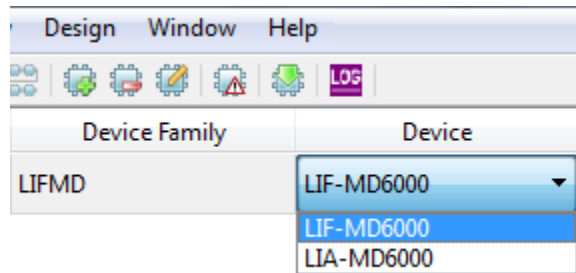 Design Window Help
LOG
Device Family Device
LIFMD LIF-MD6000
LIF-MD6000
LIA-MD6000